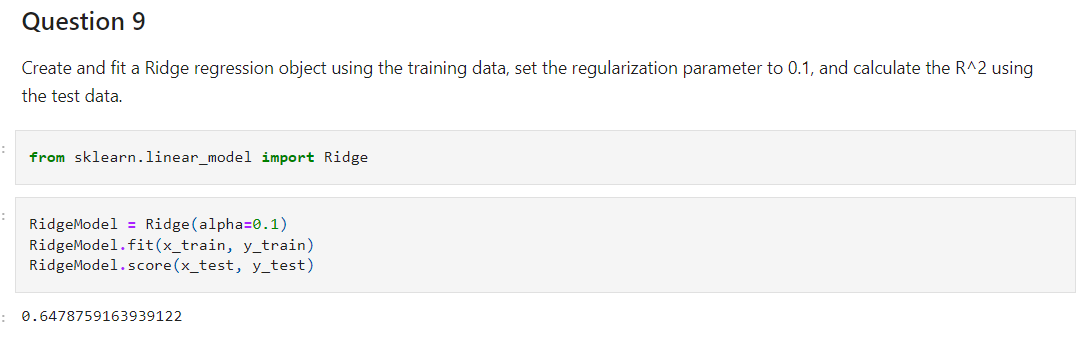 Question 9
Create and fit a Ridge regression object using the training data, set the regularization parameter to 0.1, and calculate the R^2 using
the test data.
:
from sklearn.linear_model import Ridge
:
RidgeModel = Ridge(alpha=0.1)
RidgeModel.fit(x_train, y_train)
RidgeModel.score(x_test, y_test)
:
0.6478759163939122